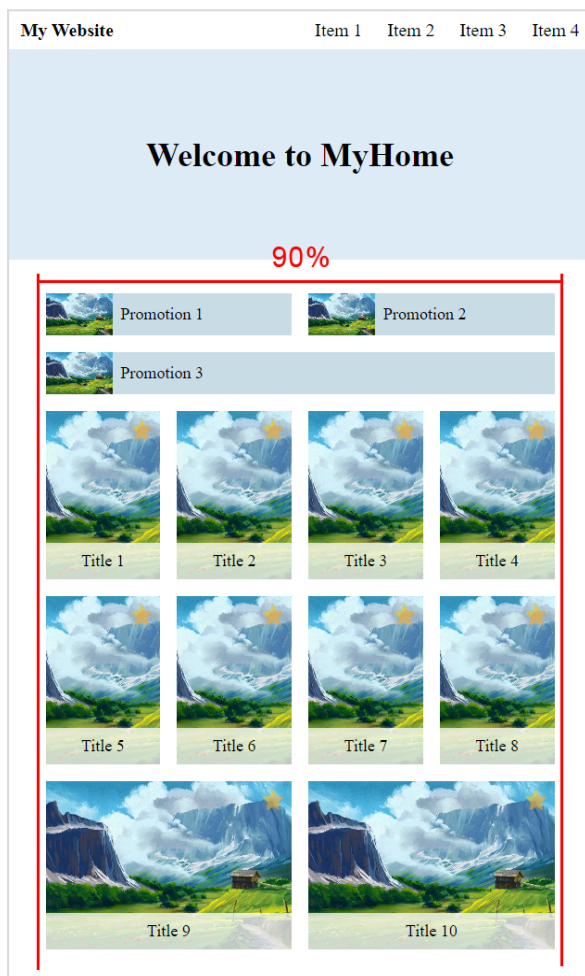 My Website Item 1 Item 2 Item 3 Item 4
Welcome to MyHome
90%
Promotion 1 Promotion 2
Promotion 3
Title 1 Title 2 Title 3 Title 4
Title 5 Title 6 Title 7 Title 8
Title 9 Title 10